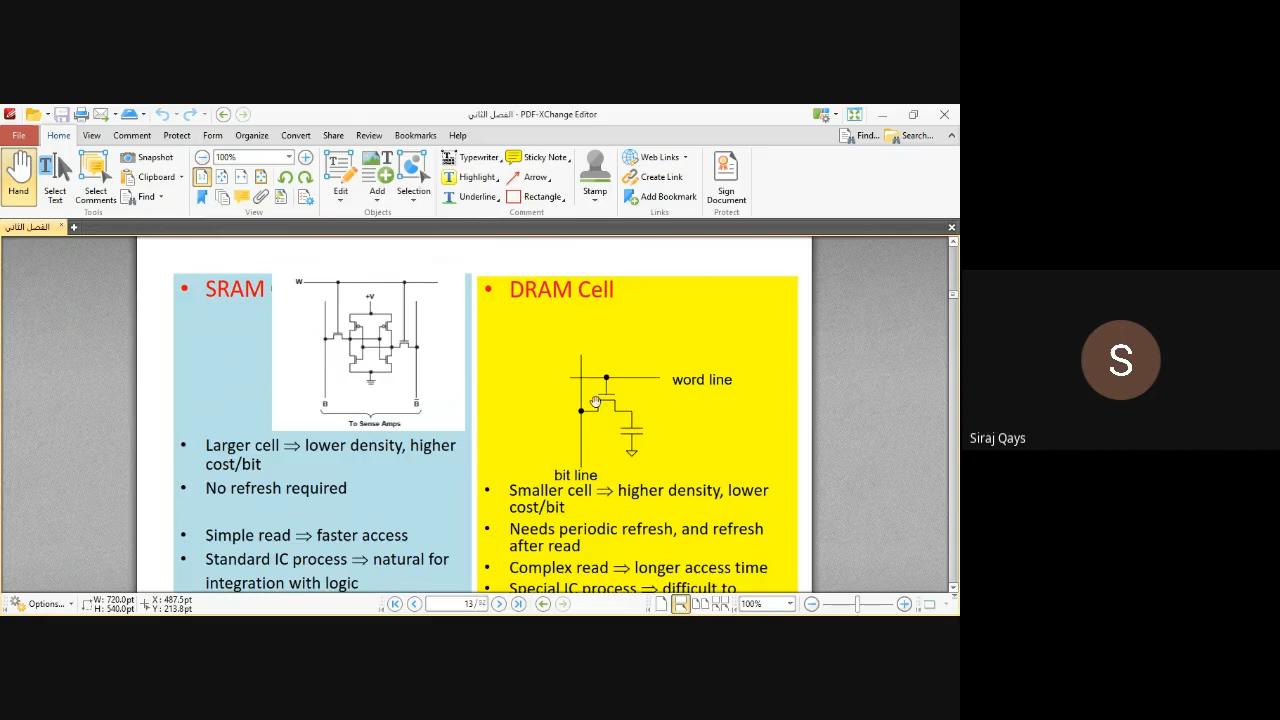 الفصل الثاني - PDF-XChange Editor
File Home View Comment Protect Form Organize Convert Share Review Bookmarks Help
Find... Search...
Hand
Select Text
Select Comments
Snapshot
Clipboard
Find
Tools
100%
View
Edit
Add
Selection
Objects
Typewriter
Highlight
Underline
Sticky Note
Arrow
Rectangle
Comment
Stamp
Web Links
Create Link
Add Bookmark
Links
Sign Document
Protect
الفصل الثاني
• SRAM
W
+V
B
B
To Sense Amps
• Larger cell ⇒ lower density, higher
cost/bit
• No refresh required
• Simple read ⇒ faster access
• Standard IC process ⇒ natural for
integration with logic
• DRAM Cell
word line
bit line
• Smaller cell ⇒ higher density, lower
cost/bit
• Needs periodic refresh, and refresh
after read
• Complex read ⇒ longer access time
• Special IC process ⇒ difficult to
Options...
W: 720.0pt
H: 540.0pt
X: 487.5pt
Y: 213.8pt
13 / 92
100%
S
Siraj Qays